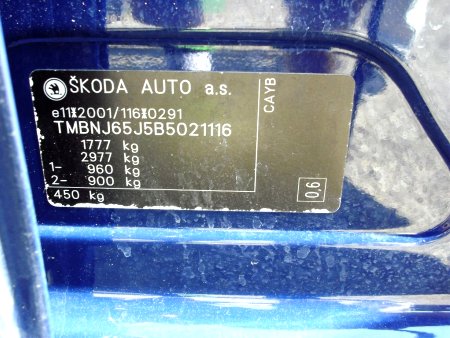 ŠKODA AUTO a.s.
e11*2001/116*0291
TMBNJ65J5B5021116
1777 kg
2977 kg
1- 960 kg
2- 900 kg
450 kg
CAYB
0,6